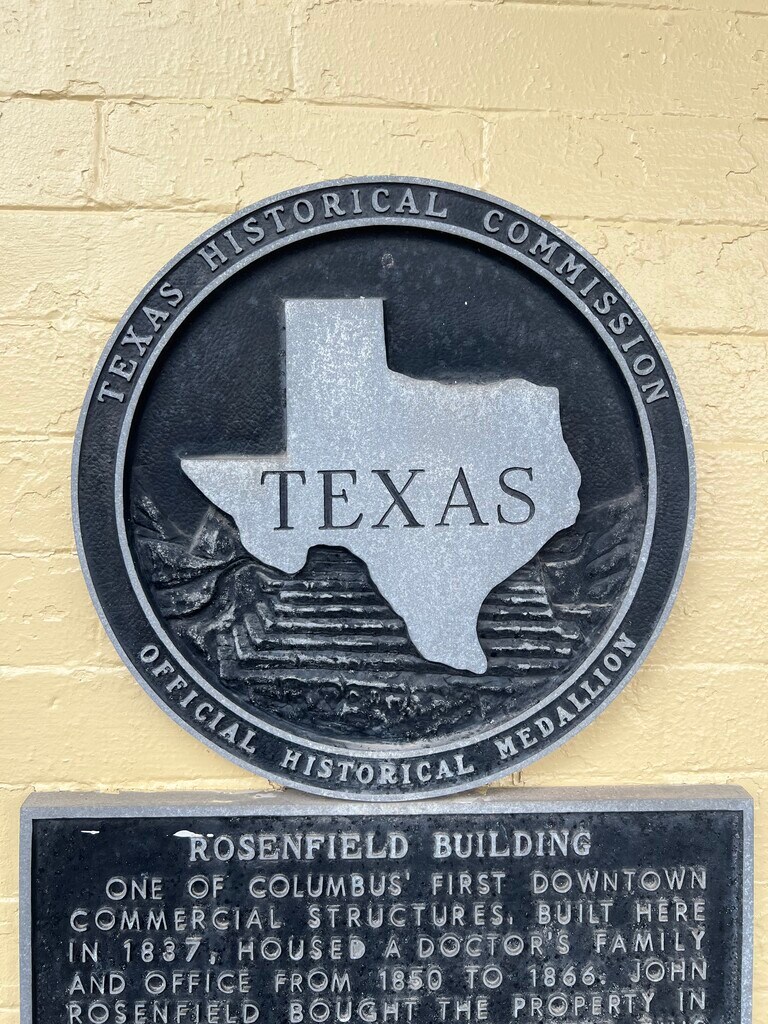 TEXAS HISTORICAL COMMISSION
TEXAS
OFFICIAL HISTORICAL MEDALLION
ROSENFIELD BUILDING
ONE OF COLUMBUS' FIRST DOWNTOWN
COMMERCIAL STRUCTURES, BUILT HERE
IN 1837, HOUSED A DOCTOR'S FAMILY
AND OFFICE FROM 1850 TO 1866. JOHN
ROSENFIELD BOUGHT THE PROPERTY IN